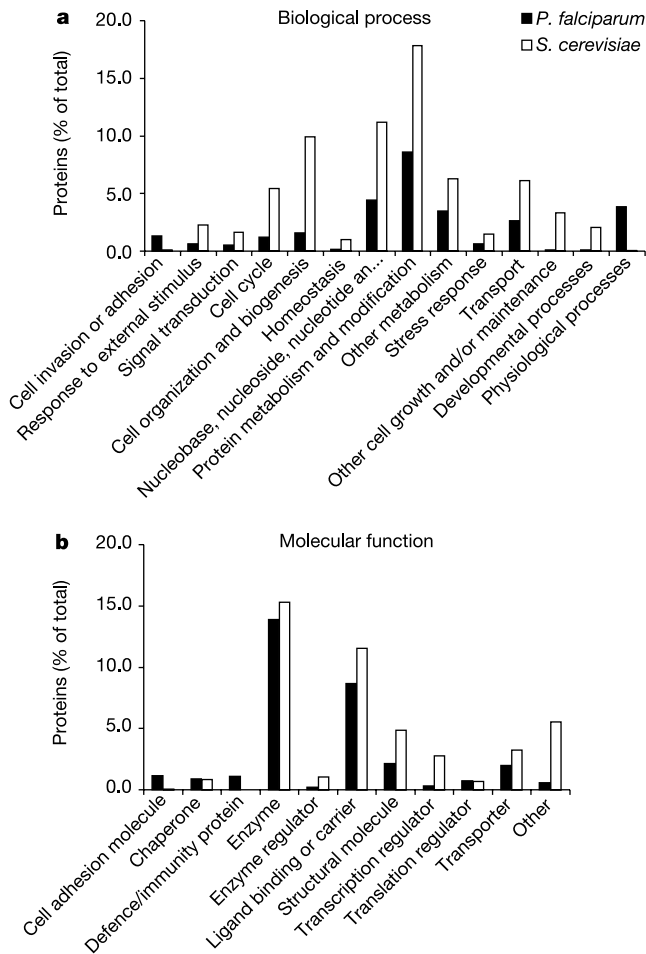 a Biological process
P. falciparum
S. cerevisiae
Proteins (% of total)
20.0
15.0
10.0
5.0
0.0
Cell invasion or adhesion
Response to external stimulus
Signal transduction
Cell cycle
Cell organization and biogenesis
Homeostasis
Nucleobase, nucleoside, nucleotide an...
Protein metabolism and modification
Other metabolism
Stress response
Transport
Other cell growth and/or maintenance
Developmental processes
Physiological processes
b Molecular function
Proteins (% of total)
20.0
15.0
10.0
5.0
0.0
Cell adhesion molecule
Chaperone
Defence/immunity protein
Enzyme
Enzyme regulator
Ligand binding or carrier
Structural molecule
Transcription regulator
Translation regulator
Transporter
Other